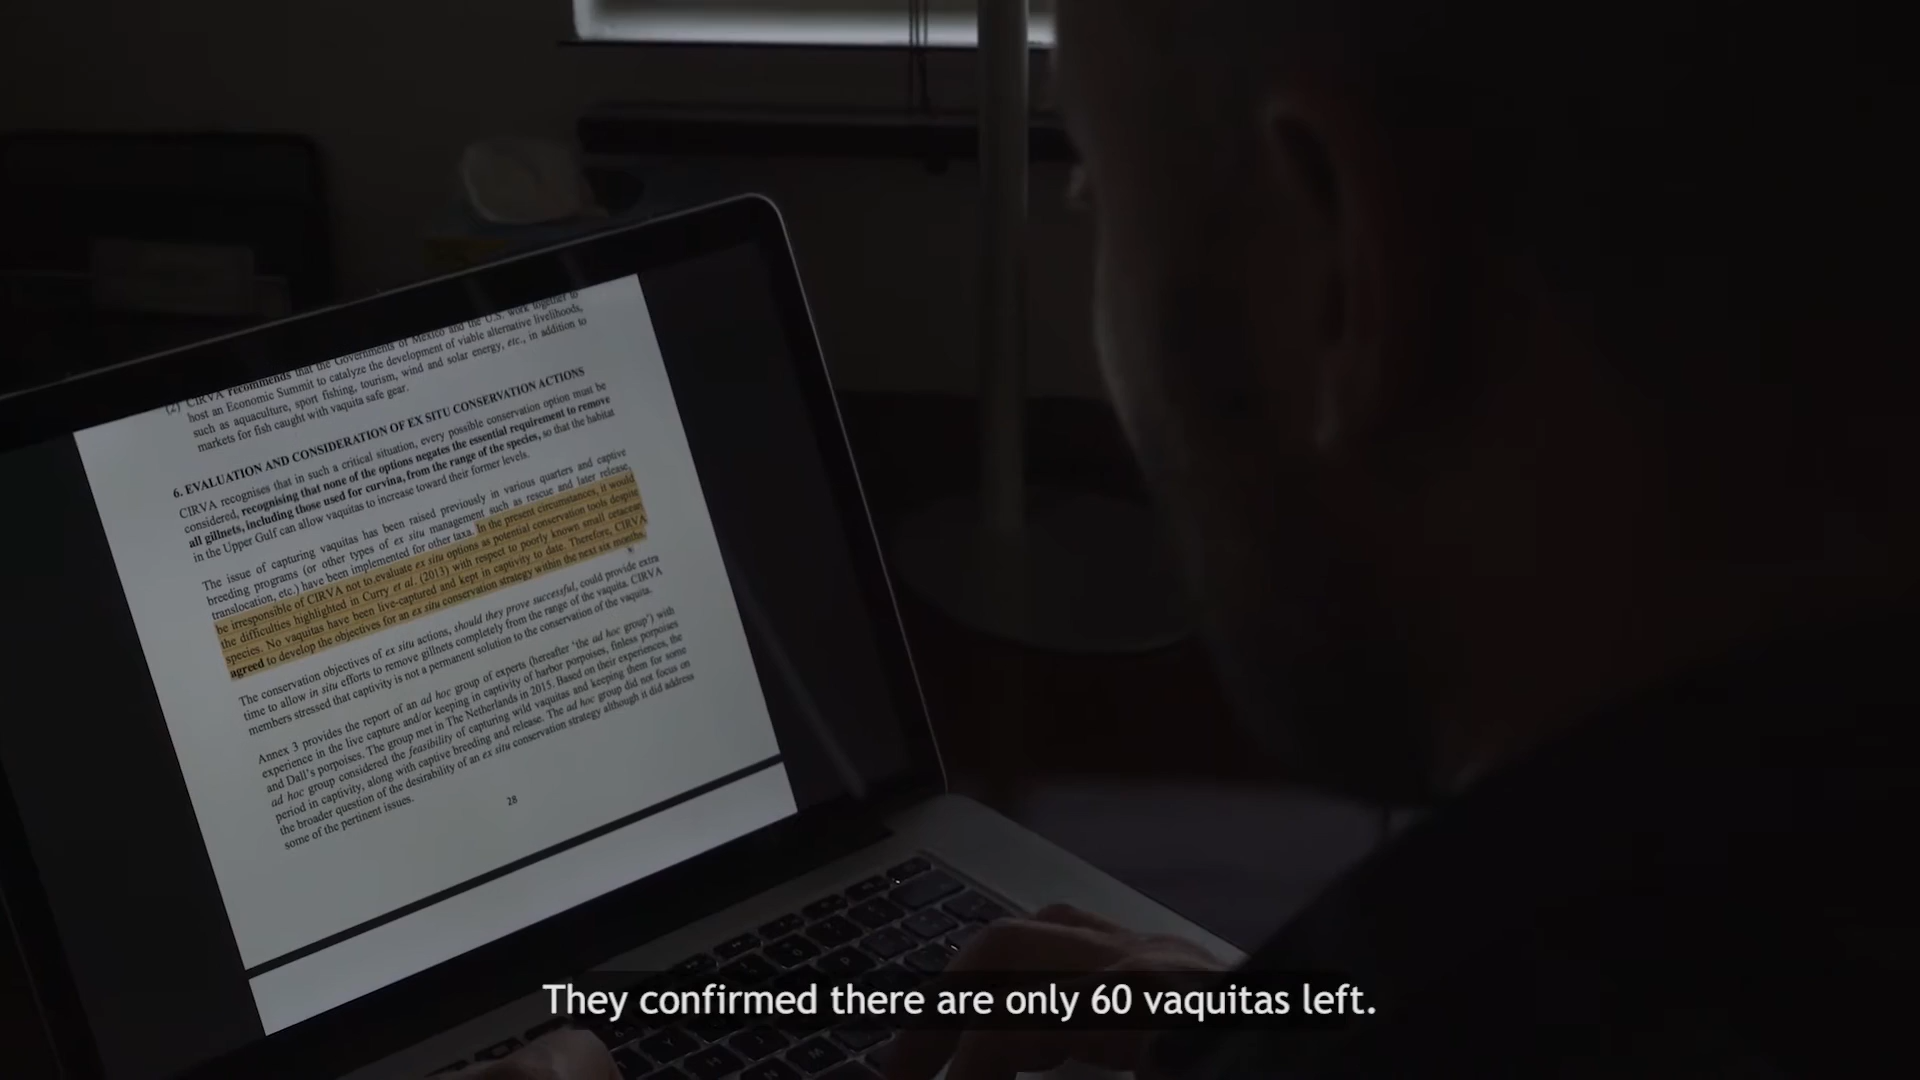 (2) CIRVA recommends that the Governments of Mexico and the U.S. work together to
host an Economic Summit to catalyze the development of viable alternative livelihoods,
such as aquaculture, sport fishing, tourism, wind and solar energy, etc., in addition to
markets for fish caught with vaquita safe gear.
6. EVALUATION AND CONSIDERATION OF EX SITU CONSERVATION ACTIONS
CIRVA recognises that in such a critical situation, every possible conservation option must be
considered, recognising that none of the options negates the essential requirement to remove
all gillnets, including those used for curvina, from the range of the species, so that the habitat
in the Upper Gulf can allow vaquitas to increase toward their former levels.
The issue of capturing vaquitas has been raised previously in various quarters and captive
breeding programs (or other types of ex situ management such as rescue and later release,
translocation, etc.) have been implemented for other taxa. In the present circumstances, it would
be irresponsible of CIRVA not to evaluate ex situ options as potential conservation tools despite
the difficulties highlighted in Curry et al. (2013) with respect to poorly known small cetacean
species. No vaquitas have been live-captured and kept in captivity to date. Therefore, CIRVA
agreed to develop the objectives for an ex situ conservation strategy within the next six months.
The conservation objectives of ex situ actions, should they prove successful, could provide extra
time to allow in situ efforts to remove gillnets completely from the range of the vaquita. CIRVA
members stressed that captivity is not a permanent solution to the conservation of the vaquita.
Annex 3 provides the report of an ad hoc group of experts (hereafter 'the ad hoc group') with
experience in the live capture and/or keeping in captivity of harbor porpoises, finless porpoises
and Dall's porpoises. The group met in The Netherlands in 2015. Based on their experiences, the
ad hoc group considered the feasibility of capturing wild vaquitas and keeping them for some
period in captivity, along with captive breeding and release. The ad hoc group did not focus on
the broader question of the desirability of an ex situ conservation strategy although it did address
some of the pertinent issues.
28
They confirmed there are only 60 vaquitas left.